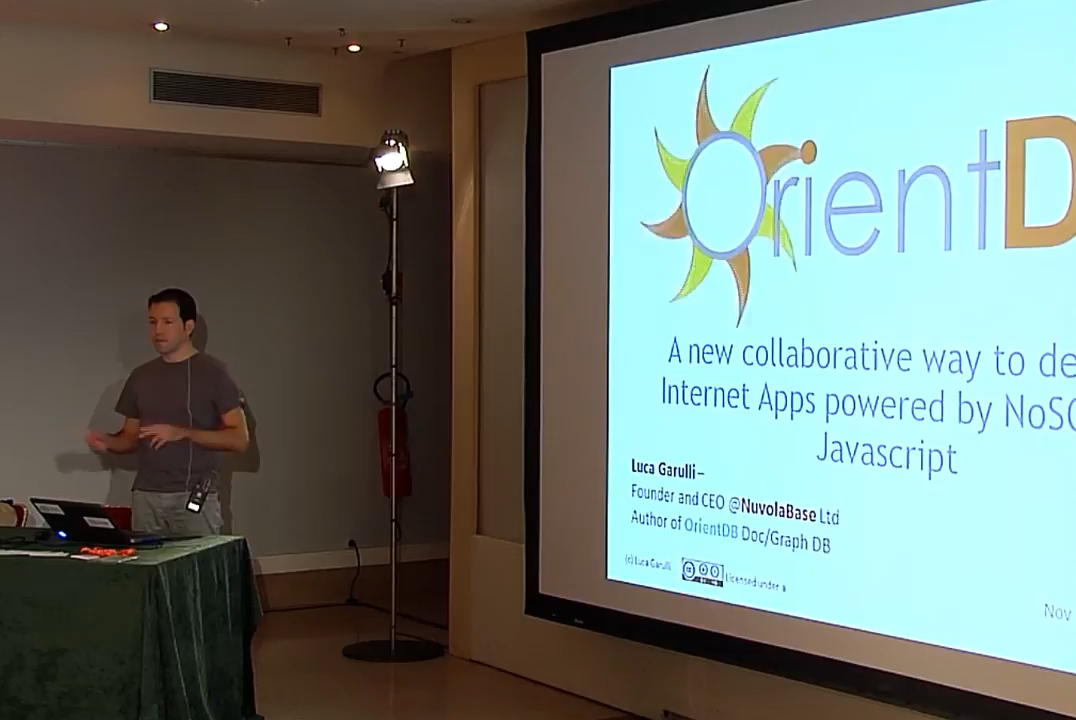 OrientD
A new collaborative way to de
Internet Apps powered by NoSQ
Javascript
Luca Garulli –
Founder and CEO @NuvolaBase Ltd
Author of OrientDB Doc/Graph DB
(c) Luca Garulli
Licensed under a
Nov